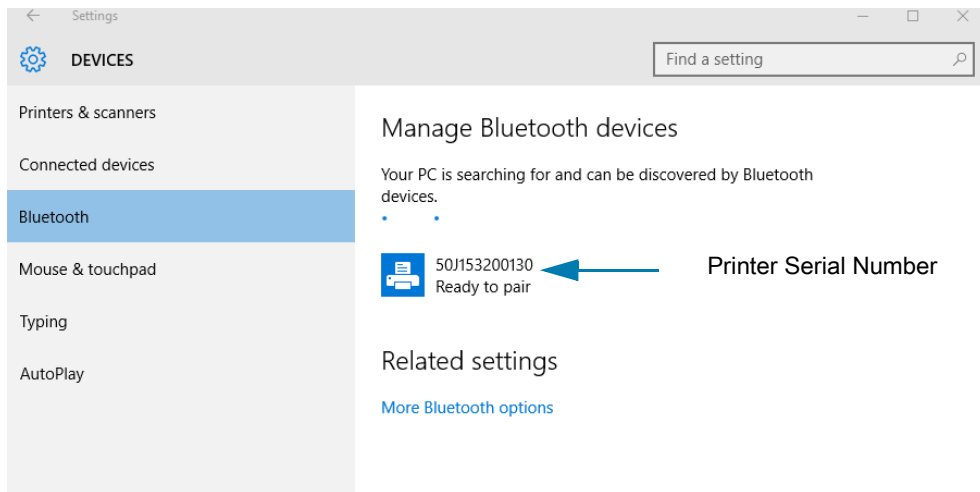 Settings
DEVICES
Find a setting
Printers & scanners
Connected devices
Bluetooth
Mouse & touchpad
Typing
AutoPlay
Manage Bluetooth devices
Your PC is searching for and can be discovered by Bluetooth
devices.
50J153200130
Ready to pair
Printer Serial Number
Related settings
More Bluetooth options